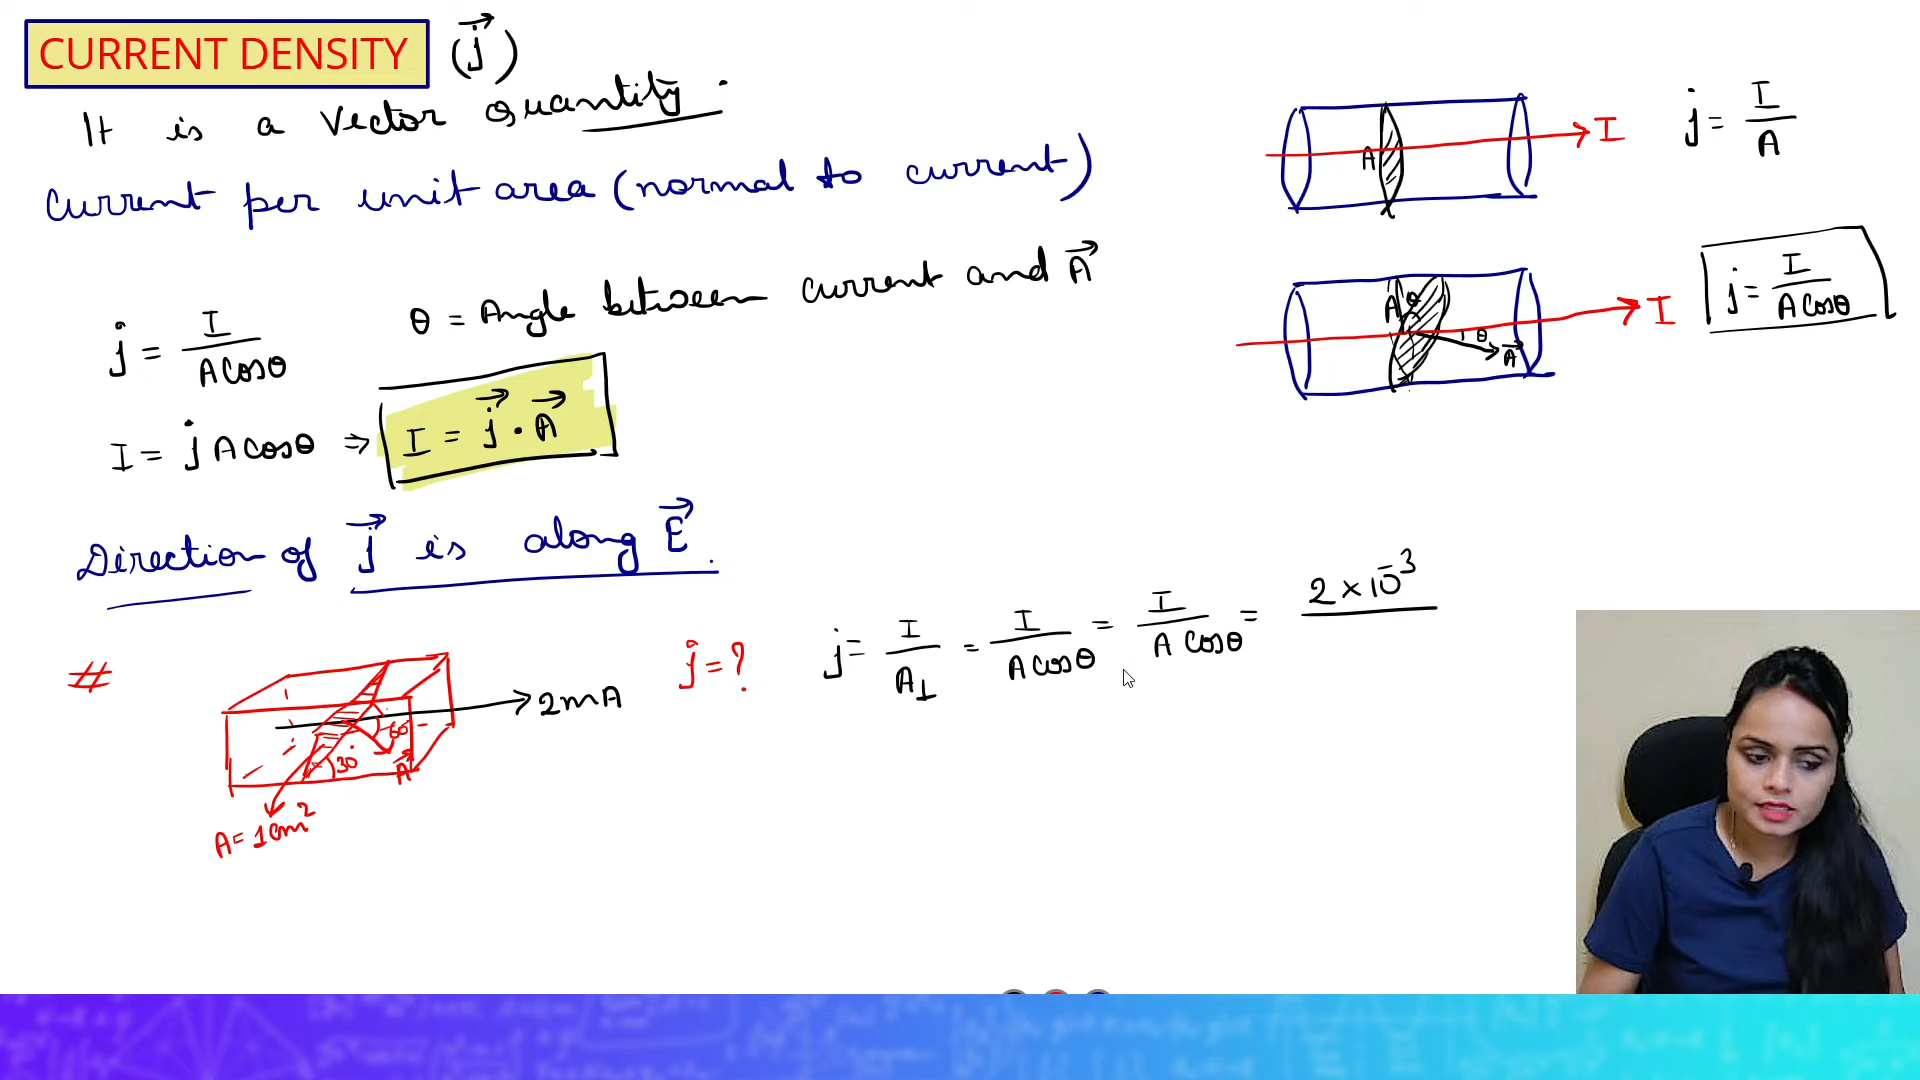 CURRENT DENSITY (j⃗)
It is a vector quantity.
Current per unit area (normal to current)
j = I / A cosθ
θ = Angle between current and A⃗
I = j A cosθ ⇒ I = j⃗ · A⃗
Direction of j⃗ is along E⃗.
#
2mA
60°
30°
A⃗
A = 1cm²
j = ?
j = I / A⊥ = I / A cosθ = I / A cosθ = 2 × 10⁻³
A
I
j = I / A
A
θ
θ
A⃗
I
j = I / A cosθ